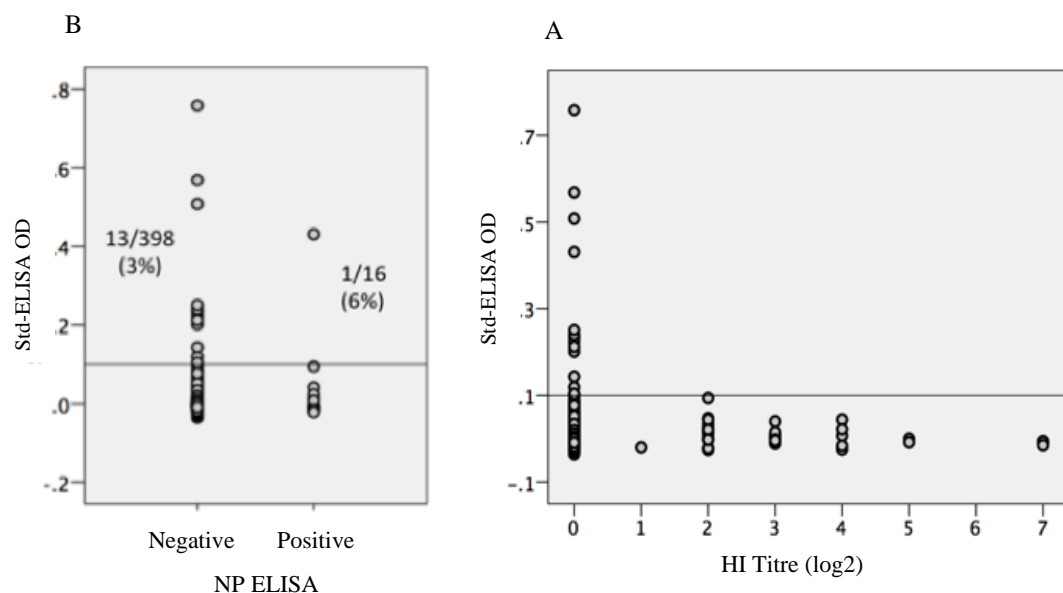 B
.8
.6
.4
.2
.0
-.2
Std-ELISA OD
13/398
(3%)
1/16
(6%)
Negative Positive
NP ELISA
A
.7
.5
.3
.1
-.1
Std-ELISA OD
0 1 2 3 4 5 6 7
HI Titre (log2)